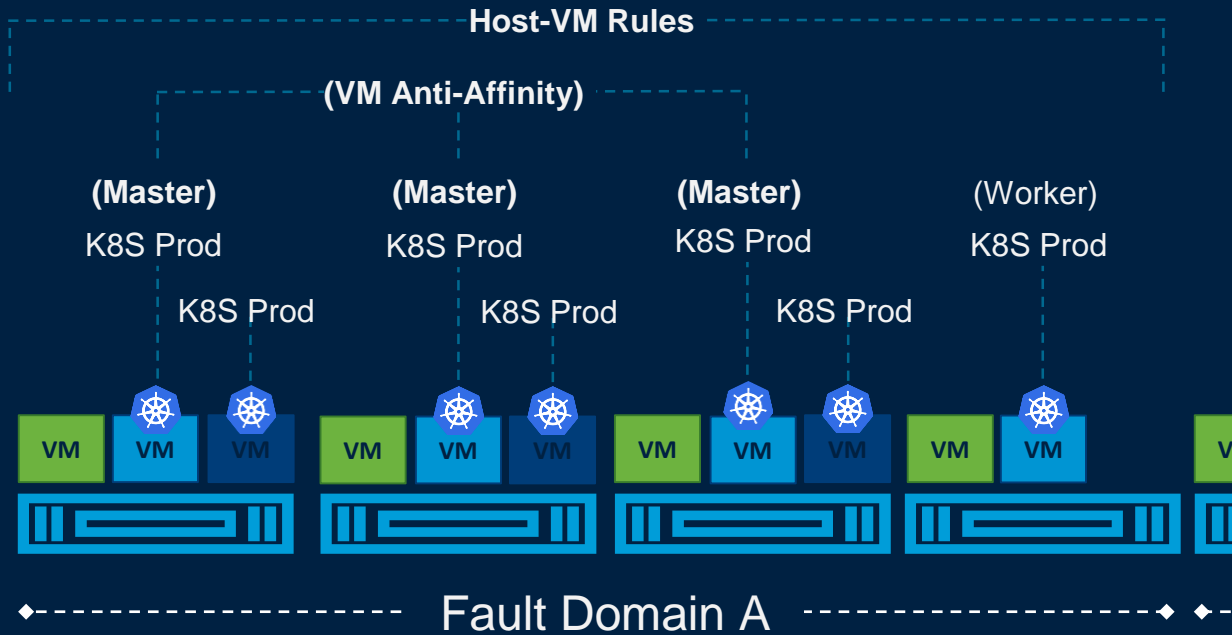 Host-VM Rules
(VM Anti-Affinity)
(Master) (Master) (Master) (Worker)
K8S Prod K8S Prod K8S Prod K8S Prod
K8S Prod K8S Prod K8S Prod
VM VM VM VM VM VM VM VM VM VM VM
Fault Domain A